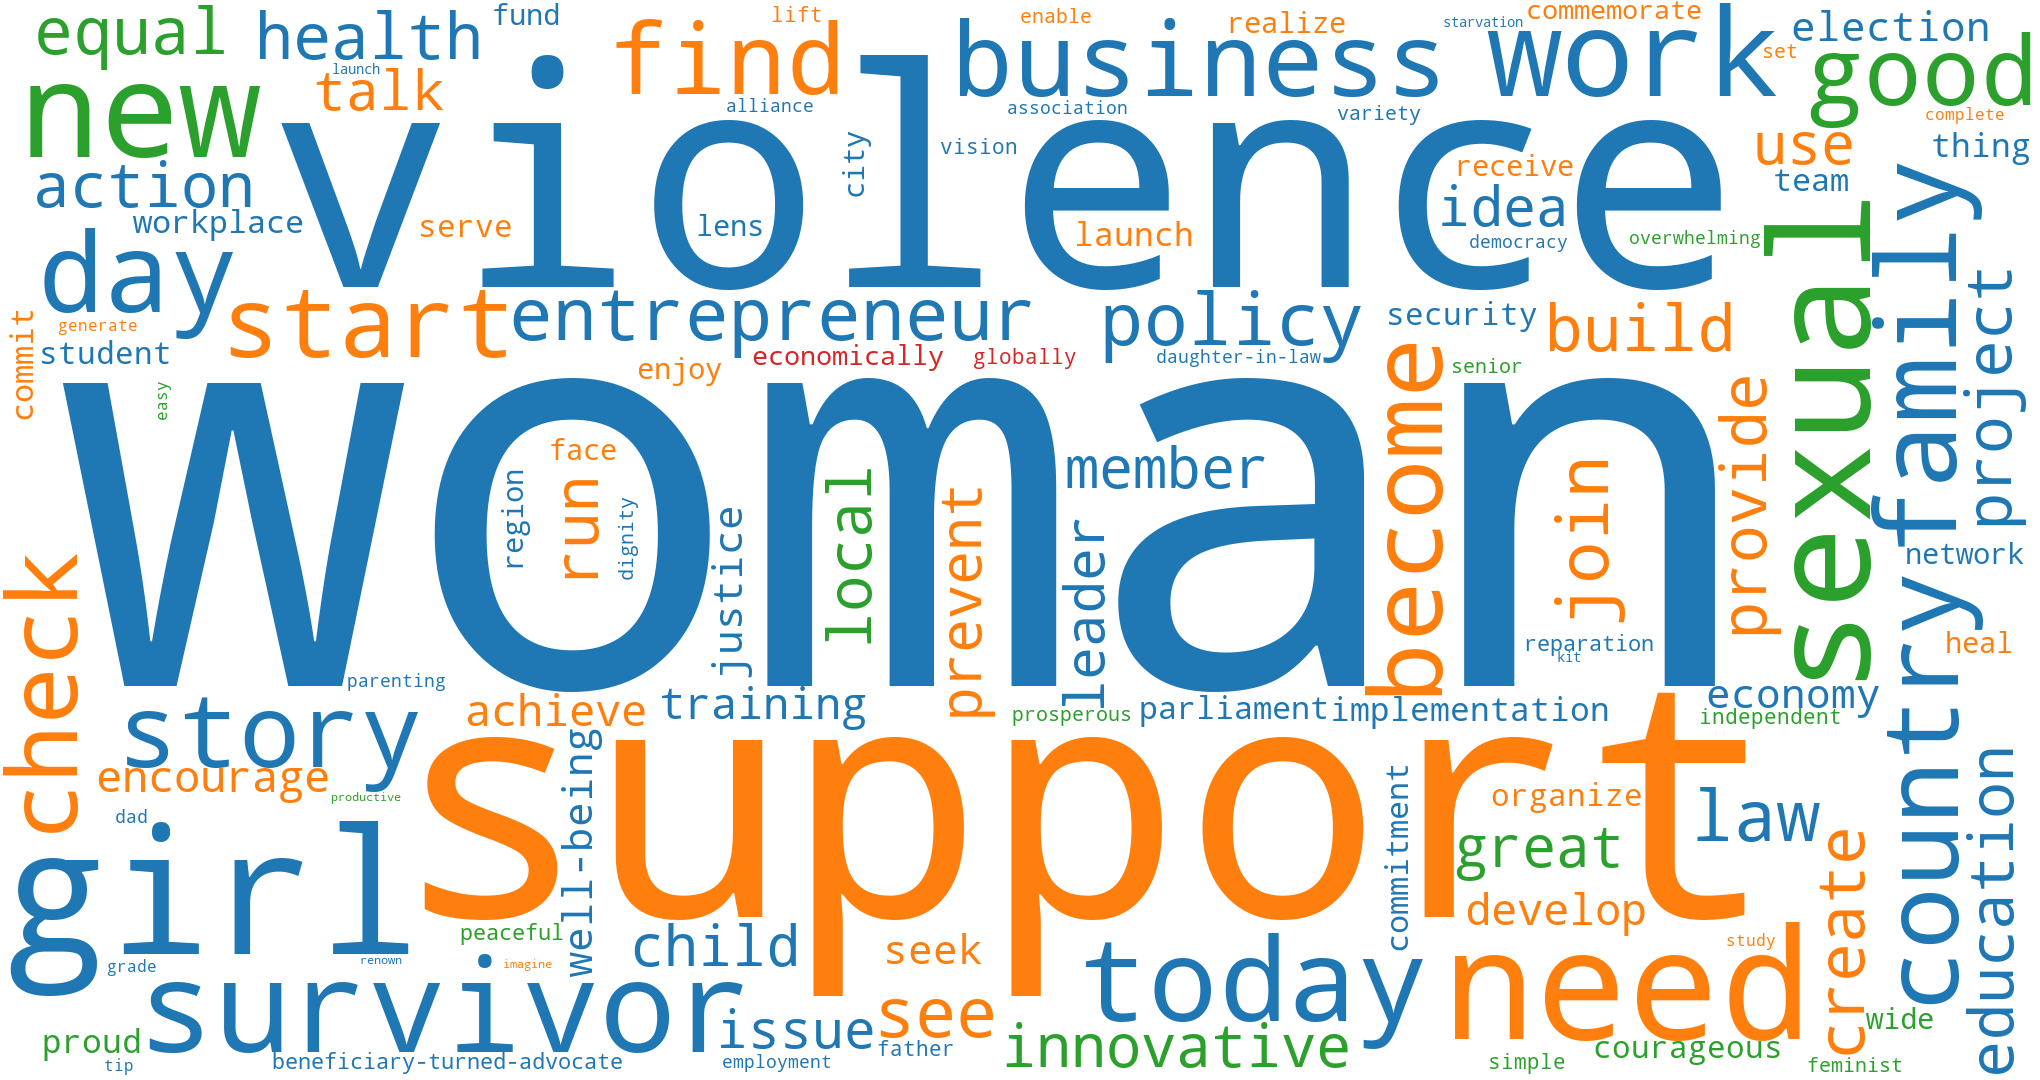 equal
health
fund
find
lift
business
enable
realize
starvation
commemorate
work
election
set
good
new
launch
talk
violence
alliance
association
variety
complete
thing
use
action
workplace
serve
lens
city
vision
launch
receive
idea
democracy
team
overwhelming
sexual
family
day
start
entrepreneur
policy
security
build
project
commit
generate
student
easy
enjoy
economically
globally
daughter-in-law
senior
woman
face
region
run
dignity
justice
local
prevent
member
leader
become
join
provide
network
reparation
kit
heal
check
parenting
story
achieve
training
prosperous
parliament
implementation
economy
independent
country
encourage
productive
support
well-being
organize
commitment
law
great
develop
create
education
dad
girl
peaceful
child
seek
today
need
study
grade
renown
imagine
survivor
issue
see
innovative
wide
proud
tip
beneficiary-turned-advocate
employment
father
simple
courageous
feminist